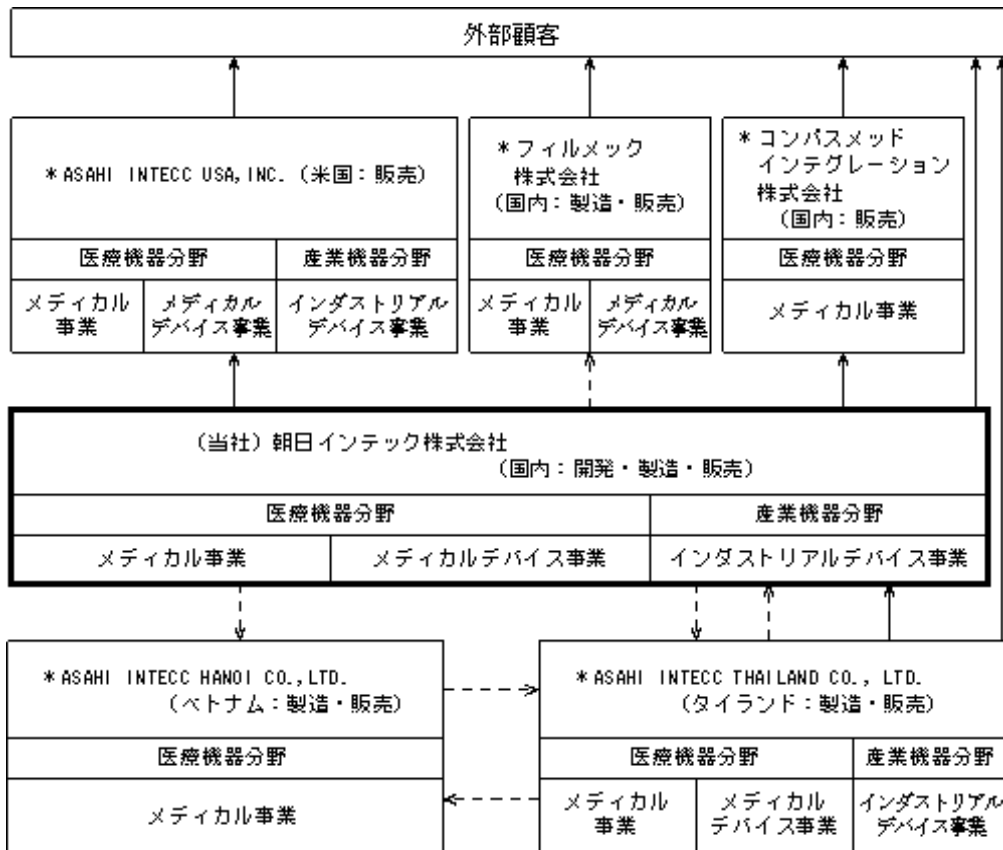 外部顧客
*ASAHI INTECC USA,INC.（米国：販売）
医療機器分野
産業機器分野
メディカル
事業
メディカル
デバイス事業
インダストリアル
デバイス事業
*フィルメック
株式会社
（国内：製造・販売）
医療機器分野
メディカル
事業
メディカル
デバイス事業
*コンパスメッド
インテグレーション
株式会社
（国内：販売）
医療機器分野
メディカル事業
（当社）朝日インテック株式会社
（国内：開発・製造・販売）
医療機器分野
産業機器分野
メディカル事業
メディカルデバイス事業
インダストリアルデバイス事業
*ASAHI INTECC HANOI CO.,LTD.
（ベトナム：製造・販売）
医療機器分野
メディカル事業
*ASAHI INTECC THAILAND CO., LTD.
（タイランド：製造・販売）
医療機器分野
産業機器分野
メディカル
事業
メディカル
デバイス事業
インダストリアル
デバイス事業